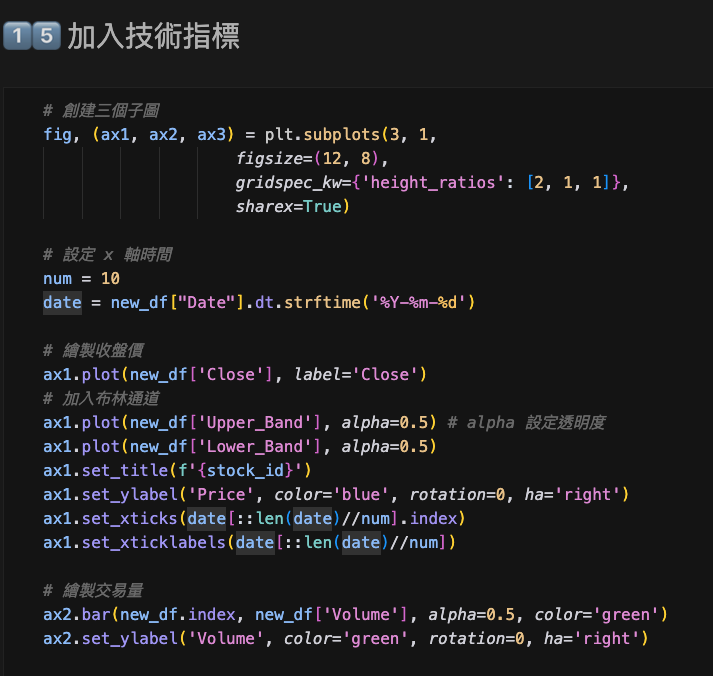 15 加入技術指標
# 創建三個子圖
fig, (ax1, ax2, ax3) = plt.subplots(3, 1,
figsize=(12, 8),
gridspec_kw={'height_ratios': [2, 1, 1]},
sharex=True)
# 設定 x 軸時間
num = 10
date = new_df["Date"].dt.strftime('%Y-%m-%d')
# 繪製收盤價
ax1.plot(new_df['Close'], label='Close')
# 加入布林通道
ax1.plot(new_df['Upper_Band'], alpha=0.5) # alpha 設定透明度
ax1.plot(new_df['Lower_Band'], alpha=0.5)
ax1.set_title(f'{stock_id}')
ax1.set_ylabel('Price', color='blue', rotation=0, ha='right')
ax1.set_xticks(date[::len(date)//num].index)
ax1.set_xticklabels(date[::len(date)//num])
# 繪製交易量
ax2.bar(new_df.index, new_df['Volume'], alpha=0.5, color='green')
ax2.set_ylabel('Volume', color='green', rotation=0, ha='right')